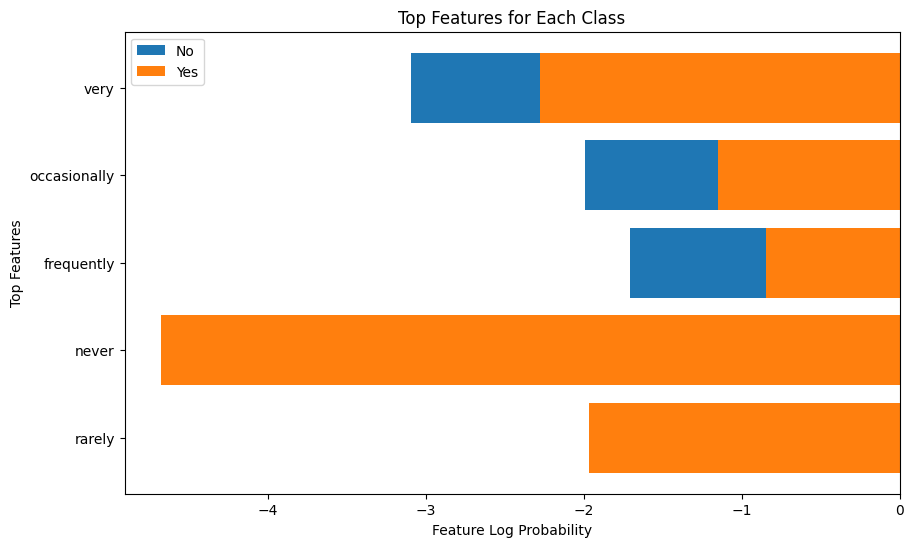 Top Features for Each Class
No
Yes
very
occasionally
frequently
never
rarely
Top Features
−4
−3
−2
−1
0
Feature Log Probability